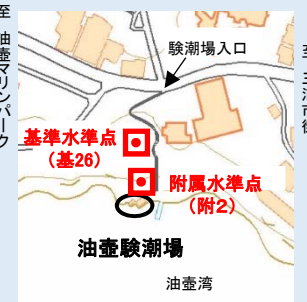 至 油壺マリンパーク
験潮場入口
基準水準点
（基26）
附属水準点
（附2）
油壺験潮場
油壺湾